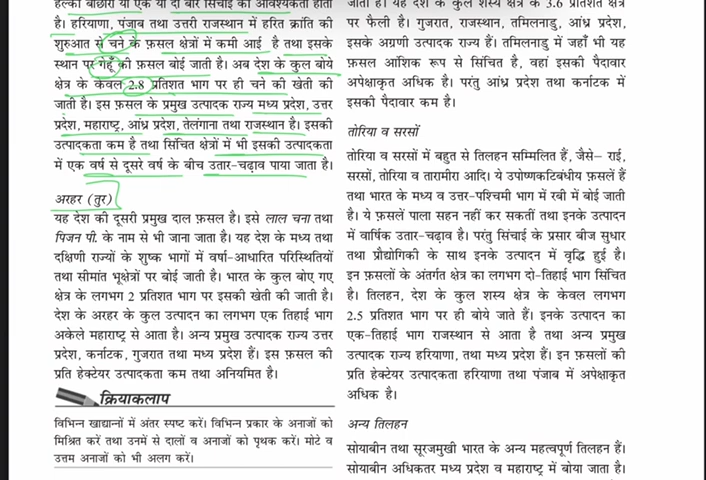 हल्की बौछारों या एक या दो बार सिंचाई की आवश्यकता होती
है। हरियाणा, पंजाब तथा उत्तरी राजस्थान में हरित क्रांति की
शुरुआत से चने के फ़सल क्षेत्रों में कमी आई है तथा इसके
स्थान पर गेहूँ की फ़सल बोई जाती है। अब देश के कुल बोये
क्षेत्र के केवल 2.8 प्रतिशत भाग पर ही चने की खेती की
जाती है। इस फ़सल के प्रमुख उत्पादक राज्य मध्य प्रदेश, उत्तर
प्रदेश, महाराष्ट्र, आंध्र प्रदेश, तेलंगाना तथा राजस्थान है। इसकी
उत्पादकता कम है तथा सिंचित क्षेत्रों में भी इसकी उत्पादकता
में एक वर्ष से दूसरे वर्ष के बीच उतार-चढ़ाव पाया जाता है।
अरहर (तुर)
यह देश की दूसरी प्रमुख दाल फ़सल है। इसे लाल चना तथा
पिजन पी. के नाम से भी जाना जाता है। यह देश के मध्य तथा
दक्षिणी राज्यों के शुष्क भागों में वर्षा-आधारित परिस्थितियों
तथा सीमांत भूक्षेत्रों पर बोई जाती है। भारत के कुल बोए गए
क्षेत्र के लगभग 2 प्रतिशत भाग पर इसकी खेती की जाती है।
देश के अरहर के कुल उत्पादन का लगभग एक तिहाई भाग
अकेले महाराष्ट्र से आता है। अन्य प्रमुख उत्पादक राज्य उत्तर
प्रदेश, कर्नाटक, गुजरात तथा मध्य प्रदेश हैं। इस फ़सल की
प्रति हेक्टेयर उत्पादकता कम तथा अनियमित है।
क्रियाकलाप
विभिन्न खाद्यान्नों में अंतर स्पष्ट करें। विभिन्न प्रकार के अनाजों को
मिश्रित करें तथा उनमें से दालों व अनाजों को पृथक करें। मोटे व
उत्तम अनाजों को भी अलग करें।
जाती है। यह देश के कुल शस्य क्षेत्र के 3.6 प्रतिशत क्षेत्र
पर फैली है। गुजरात, राजस्थान, तमिलनाडु, आंध्र प्रदेश,
इसके अग्रणी उत्पादक राज्य हैं। तमिलनाडु में जहाँ भी यह
फ़सल आंशिक रूप से सिंचित है, वहां इसकी पैदावार
अपेक्षाकृत अधिक है। परंतु आंध्र प्रदेश तथा कर्नाटक में
इसकी पैदावार कम है।
तोरिया व सरसों
तोरिया व सरसों में बहुत से तिलहन सम्मिलित हैं, जैसे– राई,
सरसों, तोरिया व तारामीरा आदि। ये उपोष्णकटिबंधीय फ़सलें हैं
तथा भारत के मध्य व उत्तर-पश्चिमी भाग में रबी में बोई जाती
है। ये फ़सलें पाला सहन नहीं कर सकतीं तथा इनके उत्पादन
में वार्षिक उतार-चढ़ाव है। परंतु सिंचाई के प्रसार बीज सुधार
तथा प्रौद्योगिकी के साथ इनके उत्पादन में वृद्धि हुई है।
इन फ़सलों के अंतर्गत क्षेत्र का लगभग दो-तिहाई भाग सिंचित
है। तिलहन, देश के कुल शस्य क्षेत्र के केवल लगभग
2.5 प्रतिशत भाग पर ही बोये जाते हैं। इनके उत्पादन का
एक-तिहाई भाग राजस्थान से आता है तथा अन्य प्रमुख
उत्पादक राज्य हरियाणा, तथा मध्य प्रदेश हैं। इन फ़सलों की
प्रति हेक्टेयर उत्पादकता हरियाणा तथा पंजाब में अपेक्षाकृत
अधिक है।
अन्य तिलहन
सोयाबीन तथा सूरजमुखी भारत के अन्य महत्वपूर्ण तिलहन हैं।
सोयाबीन अधिकतर मध्य प्रदेश व महाराष्ट्र में बोया जाता है।